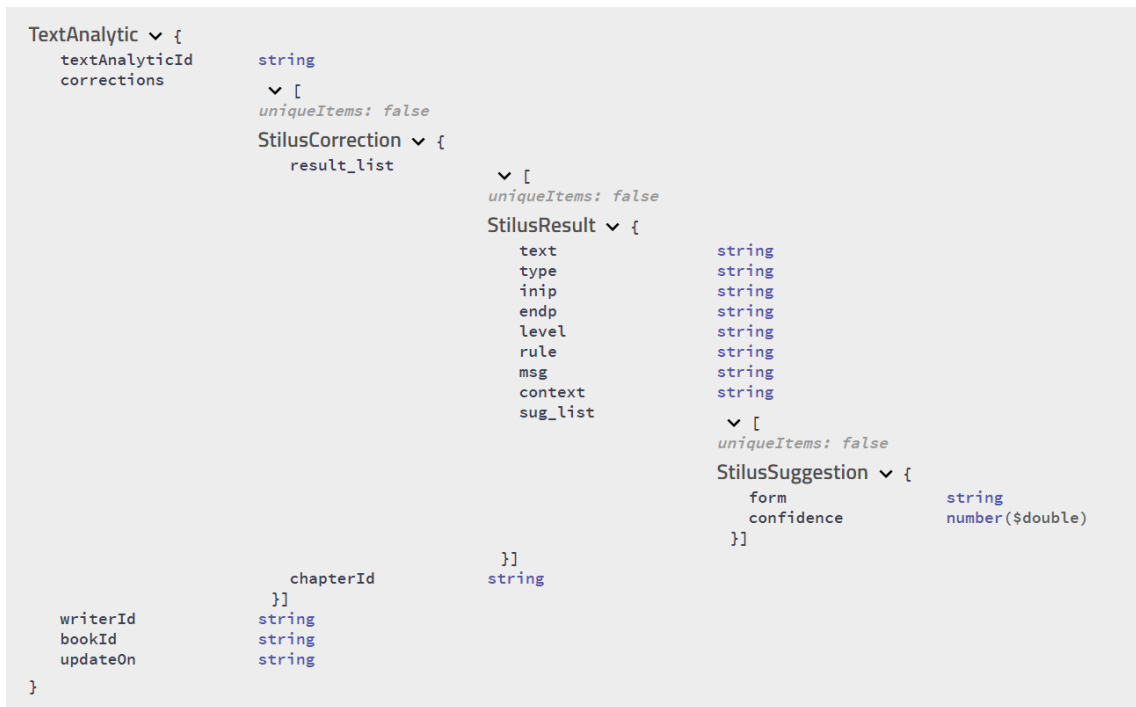 TextAnalytic {
textAnalyticId string
corrections
[
uniqueItems: false
StilusCorrection {
result_list
[
uniqueItems: false
StilusResult {
text string
type string
inip string
endp string
level string
rule string
msg string
context string
sug_list
[
uniqueItems: false
StilusSuggestion {
form string
confidence number($double)
}]
}]
chapterId string
}]
writerId string
bookId string
updateOn string
}